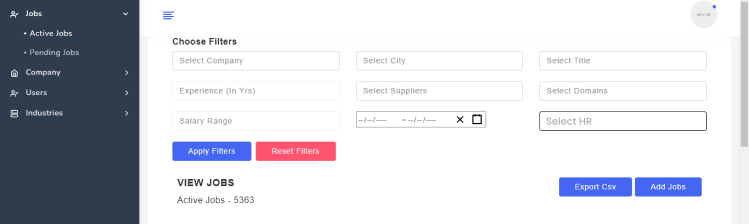 Jobs
• Active Jobs
• Pending Jobs
Company
Users
Industries
Choose Filters
Select Company
Select City
Select Title
Experience (In Yrs)
Select Suppliers
Select Domains
Salary Range
--/--/---- – --/--/----
Select HR
Apply Filters
Reset Filters
VIEW JOBS
Export Csv
Add Jobs
Active Jobs - 5363